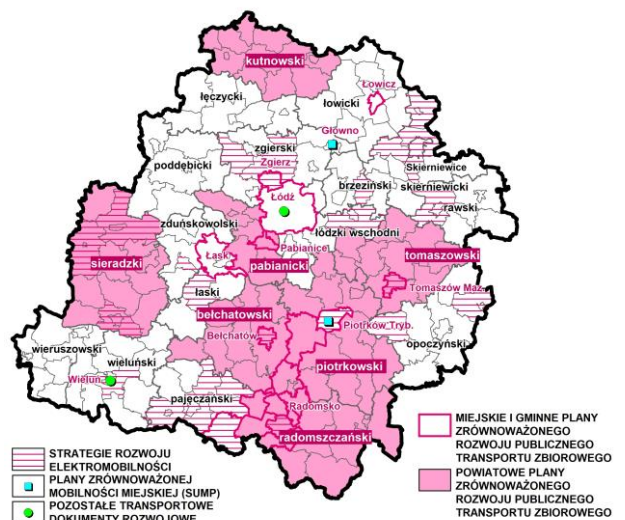 kutnowski
Łowicz
łęczycki
łowicki
Główno
zgierski
Zgierz
poddębicki
Skierniewice
brzeziński
skierniewicki
rawski
Łódź
zduńskowolski
łódzki wschodni
Pabianice
tomaszowski
Łask
sieradzki
pabianicki
łaski
Tomaszów Maz.
bełchatowski
Piotrków Tryb.
Bełchatów
opoczyński
wieruszowski
wieluński
piotrkowski
Wieluń
pajęczański
Radomsko
radomszczański
STRATEGIE ROZWOJU
ELEKTROMOBILNOŚCI
PLANY ZRÓWNOWAŻONEJ
MOBILNOŚCI MIEJSKIEJ (SUMP)
POZOSTAŁE TRANSPORTOWE
DOKUMENTY ROZWOJOWE
MIEJSKIE I GMINNE PLANY
ZRÓWNOWAŻONEGO
ROZWOJU PUBLICZNEGO
TRANSPORTU ZBIOROWEGO
POWIATOWE PLANY
ZRÓWNOWAŻONEGO
ROZWOJU PUBLICZNEGO
TRANSPORTU ZBIOROWEGO